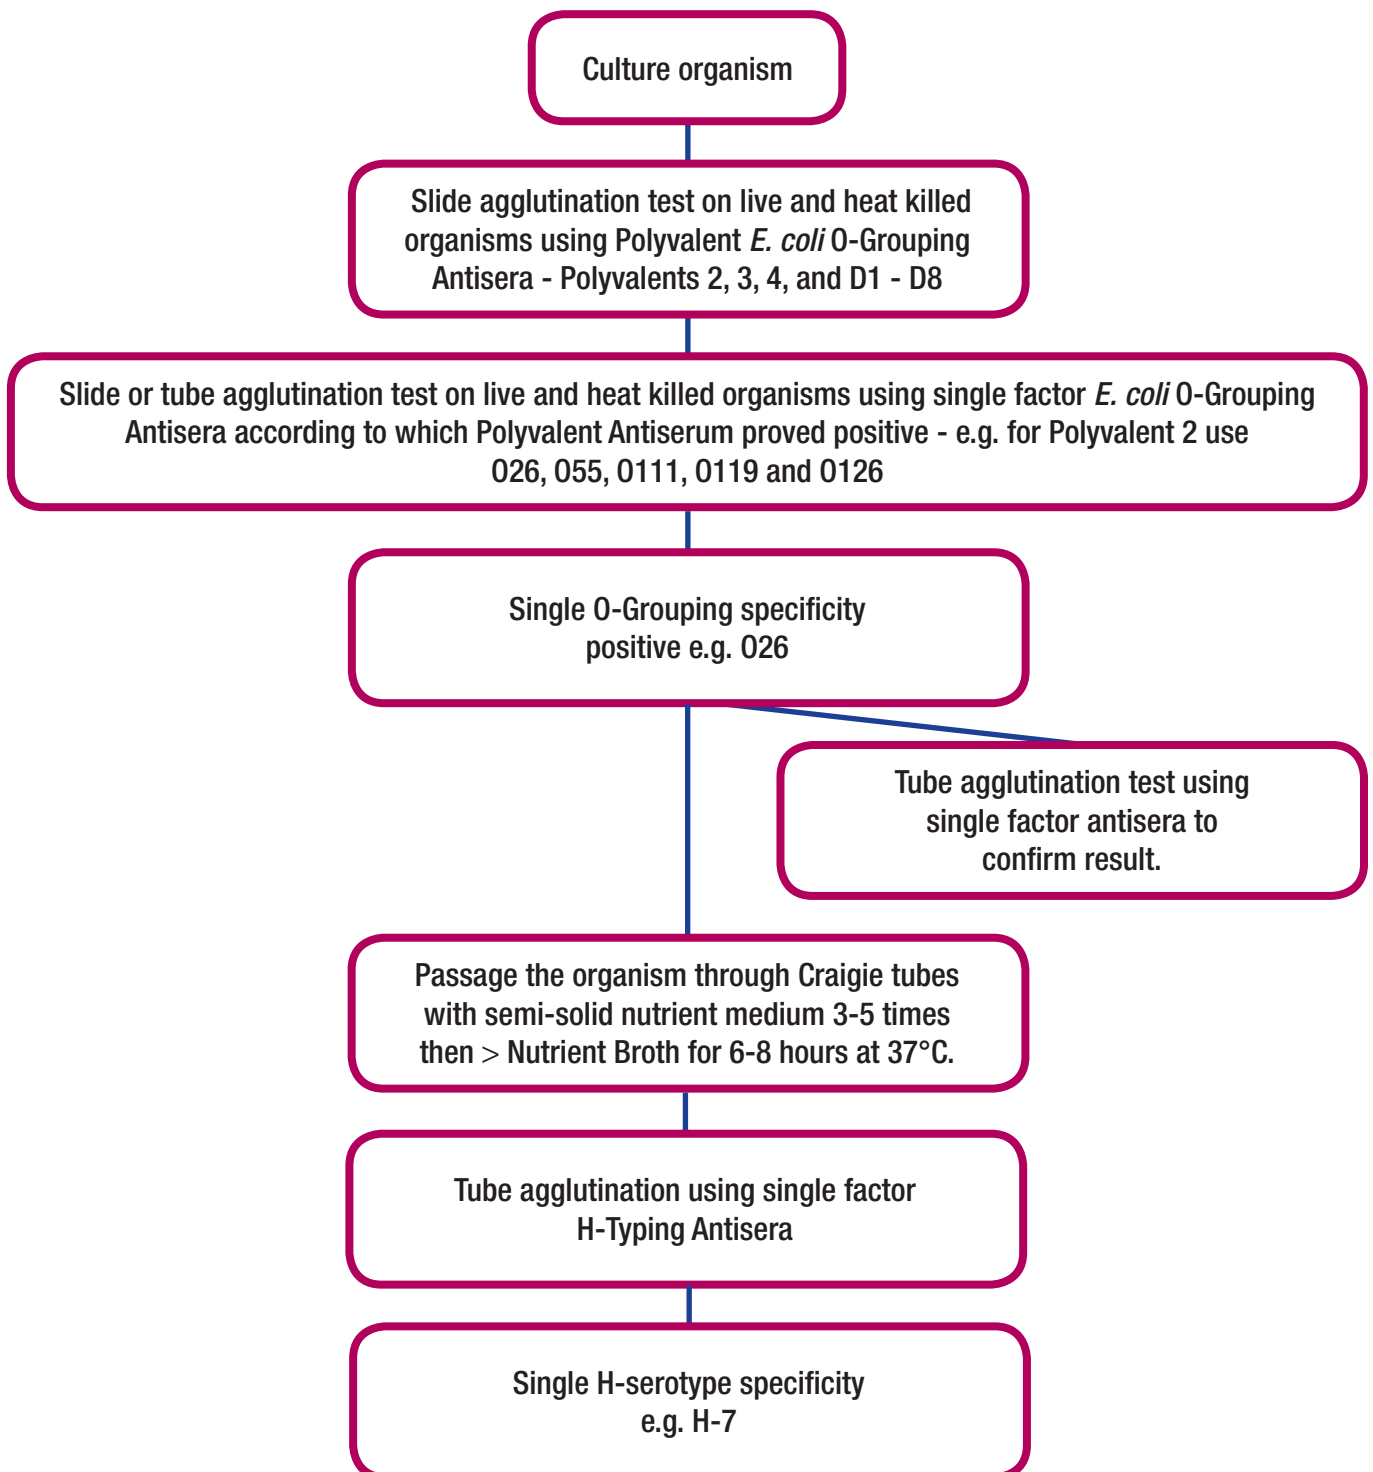 Culture organism
Slide agglutination test on live and heat killed
organisms using Polyvalent E. coli O-Grouping
Antisera - Polyvalents 2, 3, 4, and D1 - D8
Slide or tube agglutination test on live and heat killed organisms using single factor E. coli O-Grouping
Antisera according to which Polyvalent Antiserum proved positive - e.g. for Polyvalent 2 use
O26, O55, O111, O119 and O126
Single O-Grouping specificity
positive e.g. O26
Tube agglutination test using
single factor antisera to
confirm result.
Passage the organism through Craigie tubes
with semi-solid nutrient medium 3-5 times
then > Nutrient Broth for 6-8 hours at 37°C.
Tube agglutination using single factor
H-Typing Antisera
Single H-serotype specificity
e.g. H-7